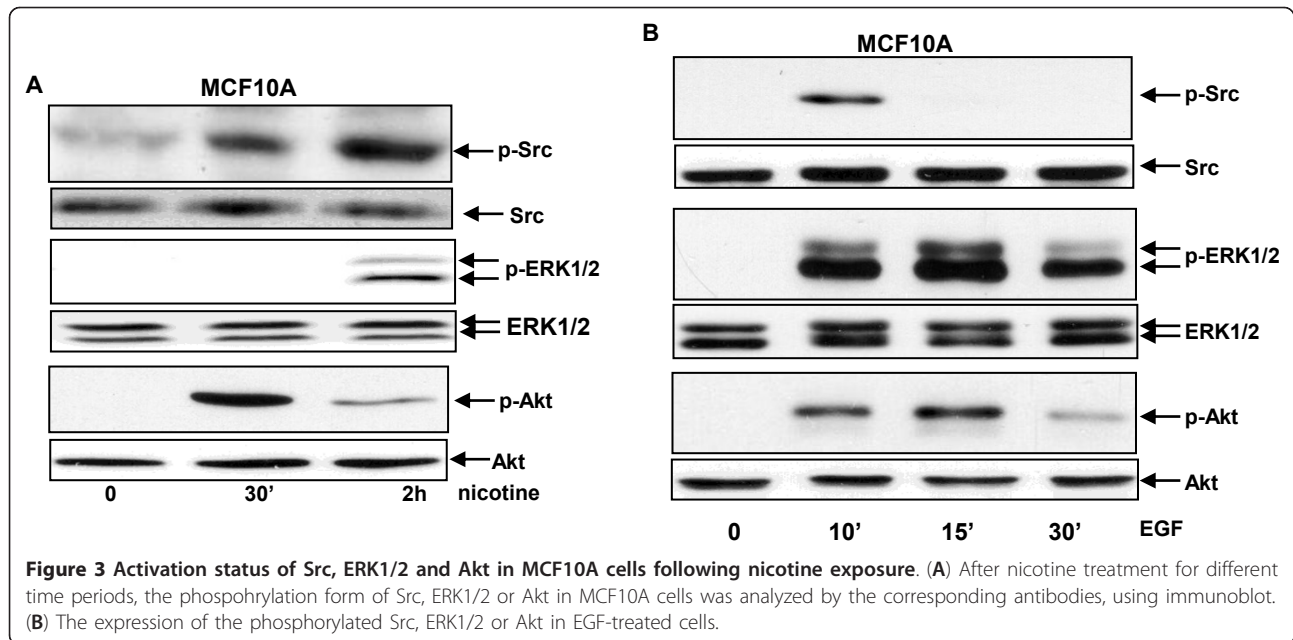 A
MCF10A
p-Src
Src
p-ERK1/2
ERK1/2
p-Akt
Akt
0 30’ 2h nicotine
B
MCF10A
p-Src
Src
p-ERK1/2
ERK1/2
p-Akt
Akt
0 10’ 15’ 30’ EGF
Figure 3 Activation status of Src, ERK1/2 and Akt in MCF10A cells following nicotine exposure. (A) After nicotine treatment for different
time periods, the phospohrylation form of Src, ERK1/2 or Akt in MCF10A cells was analyzed by the corresponding antibodies, using immunoblot.
(B) The expression of the phosphorylated Src, ERK1/2 or Akt in EGF-treated cells.